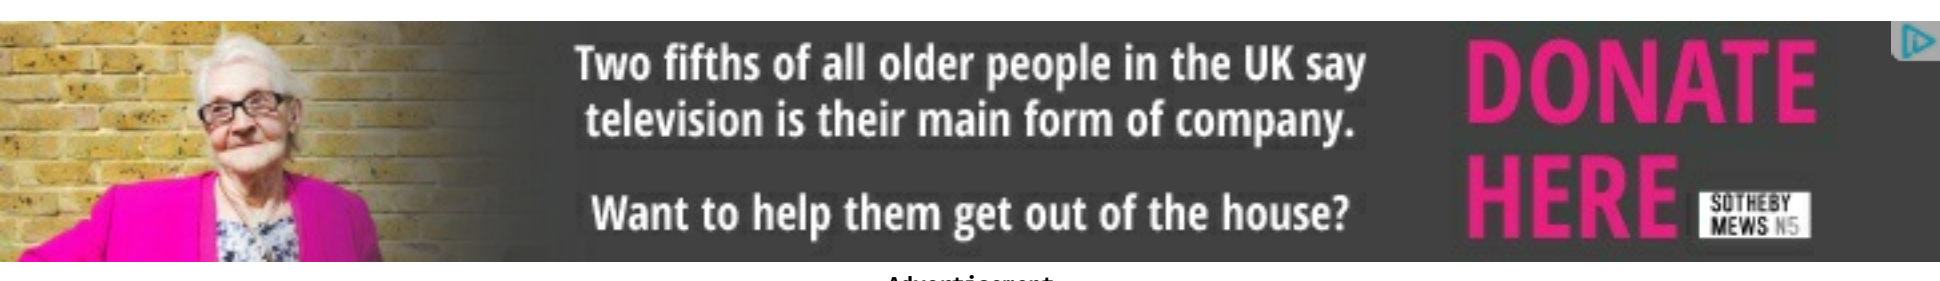 Two fifths of all older people in the UK say
television is their main form of company.
Want to help them get out of the house?
DONATE
HERE
SOTHEBY
MEWS N5
Advertisement